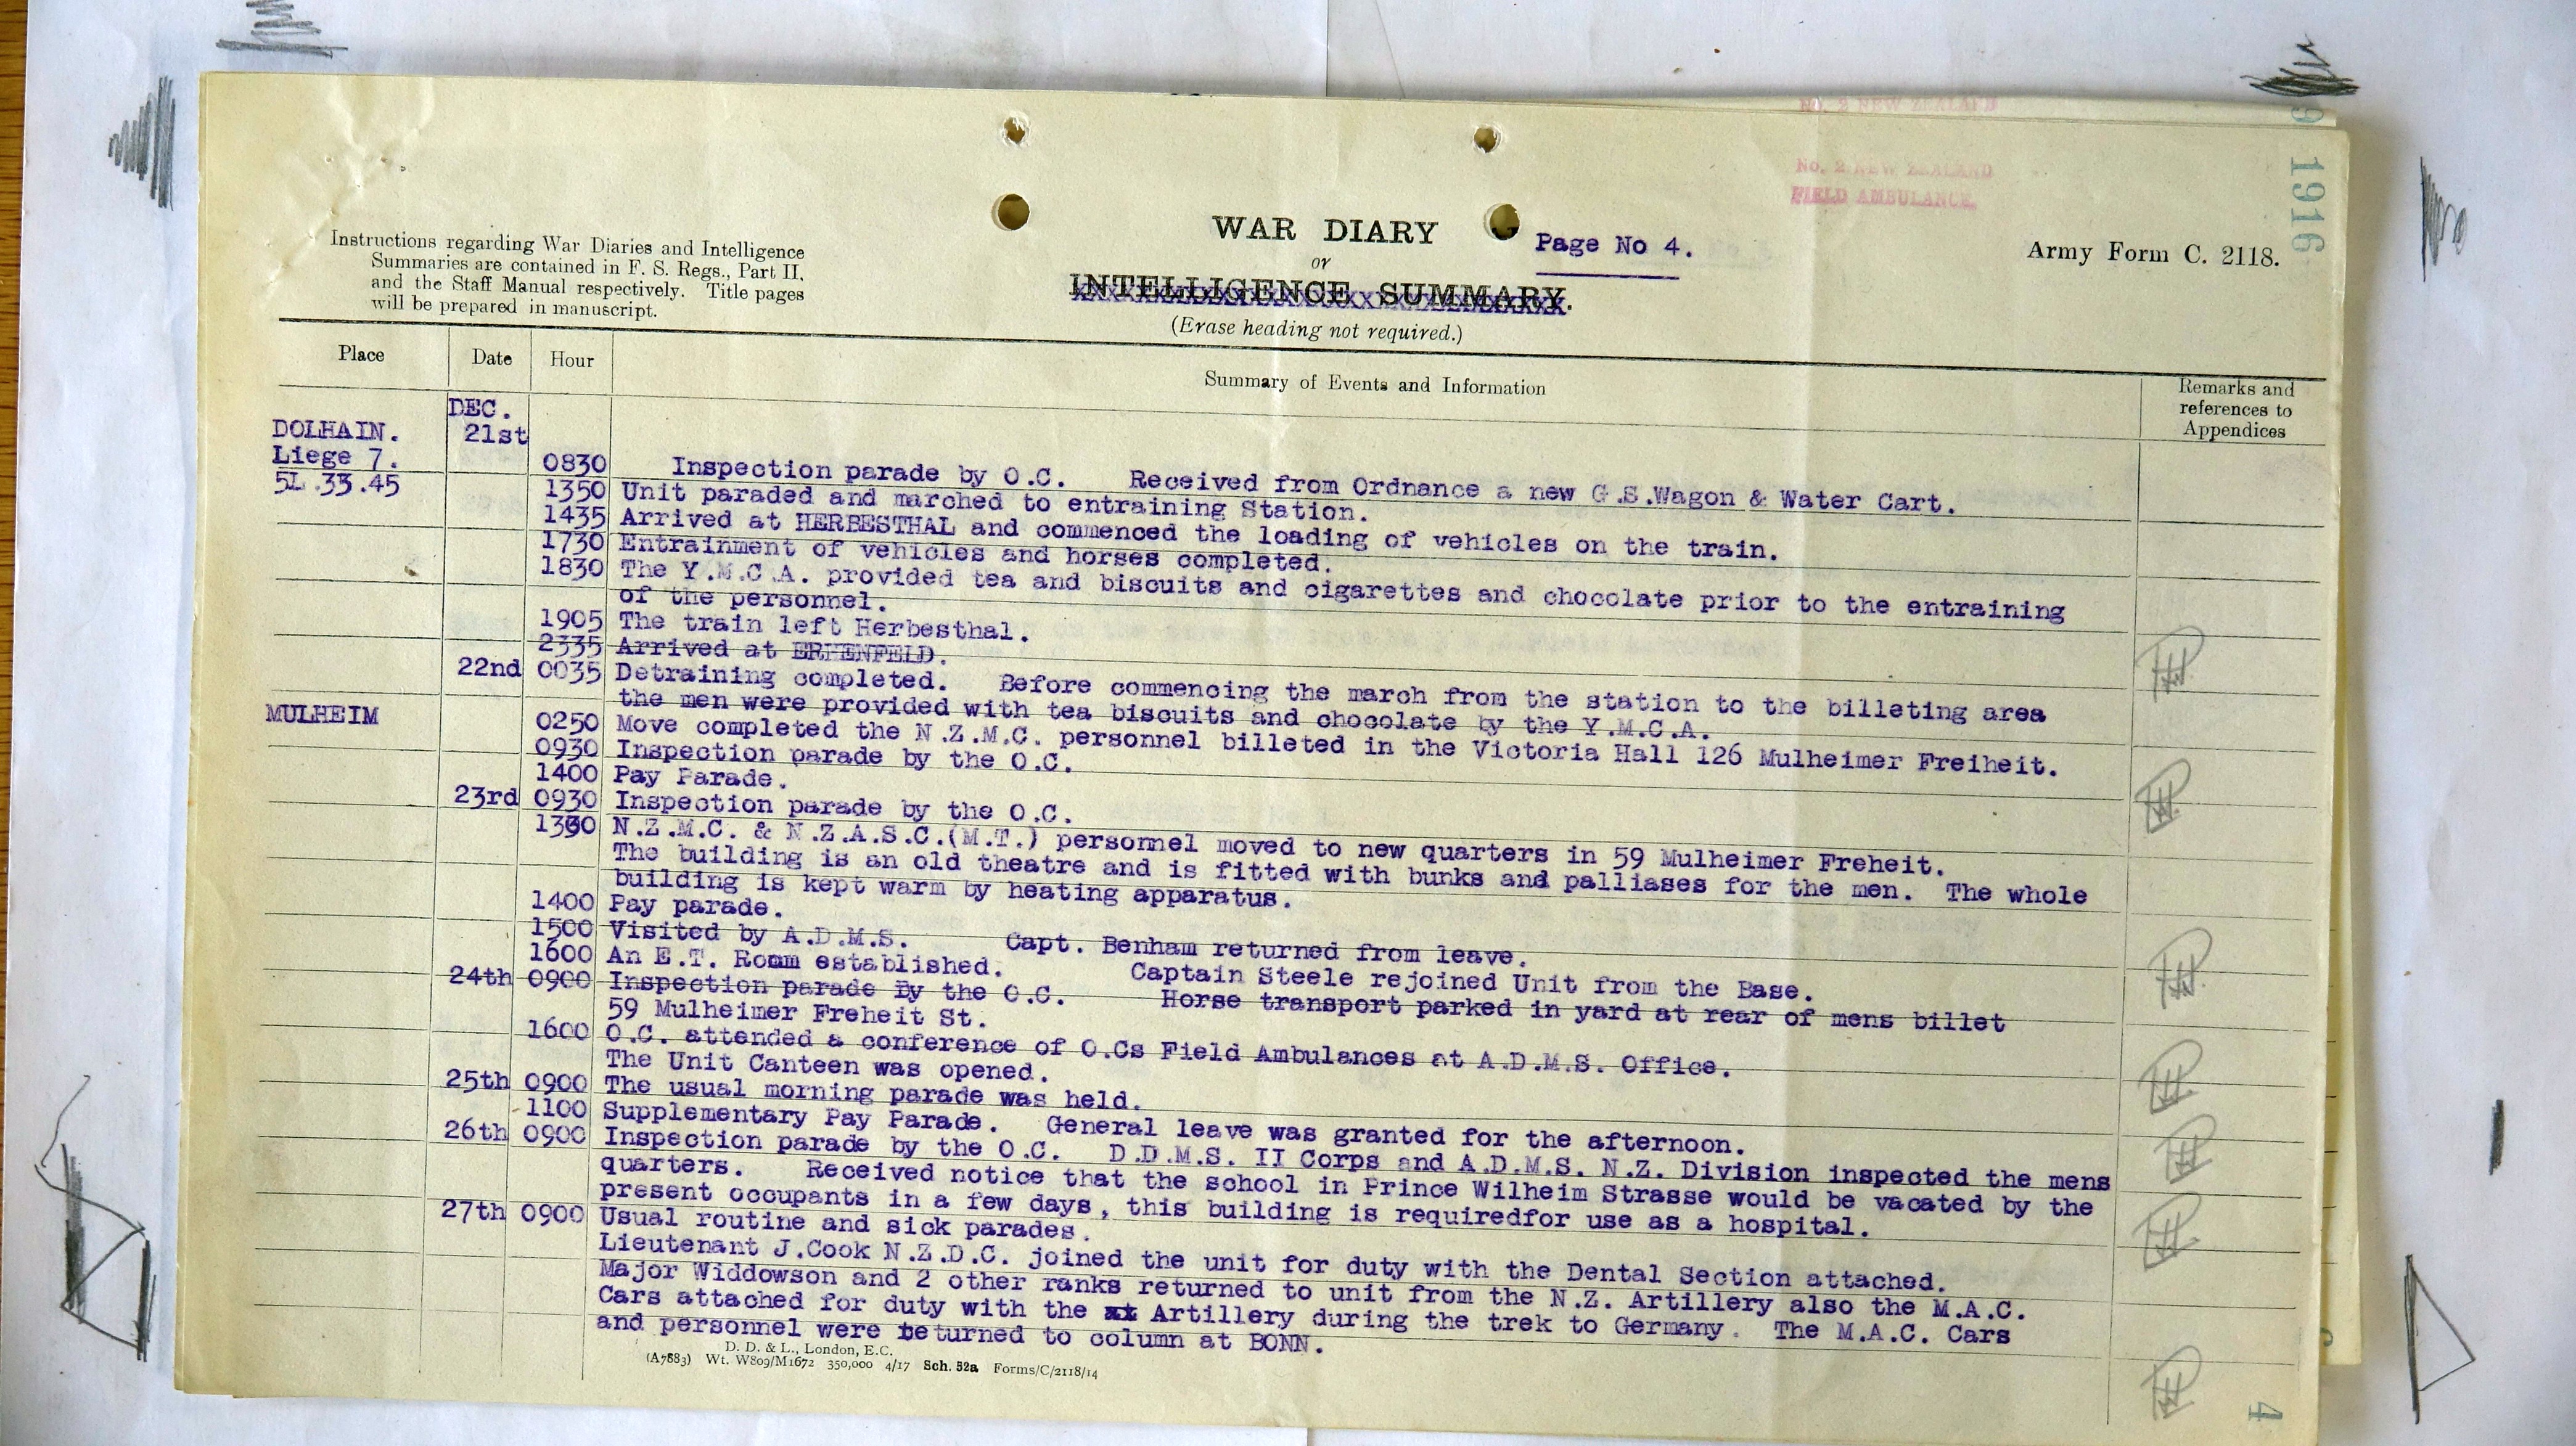 No. 2 NEW ZEALAND
No. 2 NEW ZEALAND
FIELD AMBULANCE.
1916
Instructions regarding War Diaries and Intelligence
Summaries are contained in F. S. Regs., Part II.
and the Staff Manual respectively. Title pages
will be prepared in manuscript.
WAR DIARY
or
INTELLIGENCE SUMMARY.
(Erase heading not required.)
Page No 4.
Army Form C. 2118.
Place Date Hour Summary of Events and Information Remarks and
references to
Appendices
DEC.
DOLHAIN. 21st
Liege 7. 0830 Inspection parade by O.C. Received from Ordnance a new G.S.Wagon & Water Cart.
5L.33.45 1350 Unit paraded and marched to entraining Station.
1435 Arrived at HERBESTHAL and commenced the loading of vehicles on the train.
1730 Entrainment of vehicles and horses completed.
1830 The Y.M.C.A. provided tea and biscuits and cigarettes and chocolate prior to the entraining
of the personnel.
1905 The train left Herbesthal.
2335 Arrived at ERHENFELD.
22nd 0035 Detraining completed. Before commencing the march from the station to the billeting area
the men were provided with tea biscuits and chocolate by the Y.M.C.A.
MULHEIM 0250 Move completed the N.Z.M.C. personnel billeted in the Victoria Hall 126 Mulheimer Freiheit.
0930 Inspection parade by the O.C.
1400 Pay Parade.
23rd 0930 Inspection parade by the O.C.
1330 N.Z.M.C. & N.Z.A.S.C.(M.T.) personnel moved to new quarters in 59 Mulheimer Freheit.
The building is an old theatre and is fitted with bunks and palliases for the men. The whole
building is kept warm by heating apparatus.
1400 Pay parade.
1500 Visited by A.D.M.S. Capt. Benham returned from leave.
1600 An E.T. Room established. Captain Steele rejoined Unit from the Base.
24th 0900 Inspection parade By the O.C. Horse transport parked in yard at rear of mens billet
59 Mulheimer Freheit St.
1600 O.C. attended a conference of O.Cs Field Ambulances at A.D.M.S. Office.
The Unit Canteen was opened.
25th 0900 The usual morning parade was held.
1100 Supplementary Pay Parade. General leave was granted for the afternoon.
26th 0900 Inspection parade by the O.C. D.D.M.S. II Corps and A.D.M.S. N.Z. Division inspected the mens
quarters. Received notice that the school in Prince Wilheim Strasse would be vacated by the
present occupants in a few days, this building is requiredfor use as a hospital.
27th 0900 Usual routine and sick parades.
Lieutenant J.Cook N.Z.D.C. joined the unit for duty with the Dental Section attached.
Major Widdowson and 2 other ranks returned to unit from the N.Z. Artillery also the M.A.C.
Cars attached for duty with the Artillery during the trek to Germany. The M.A.C. Cars
and personnel were returned to column at BONN.
D. D. & L., London, E.C.
(A7883) Wt. W809/M1672 350,000 4/17 Sch. 52a Forms/C/2118/14
4